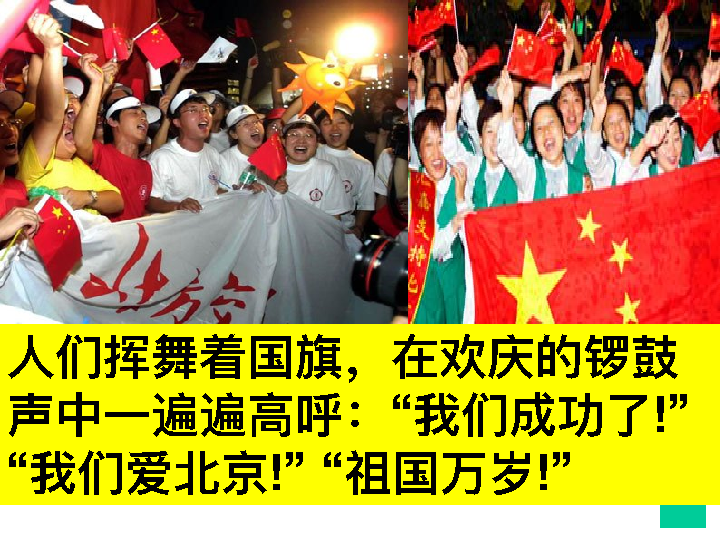 人们挥舞着国旗，在欢庆的锣鼓
声中一遍遍高呼：“我们成功了!”
“我们爱北京!” “祖国万岁!”